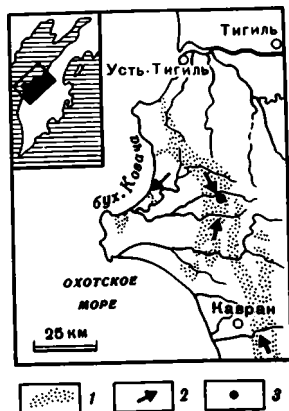 Тигиль
Усть-Тигиль
бух. Ковача
ОХОТСКОЕ
МОРЕ
Кавран
25 км
1
2
3